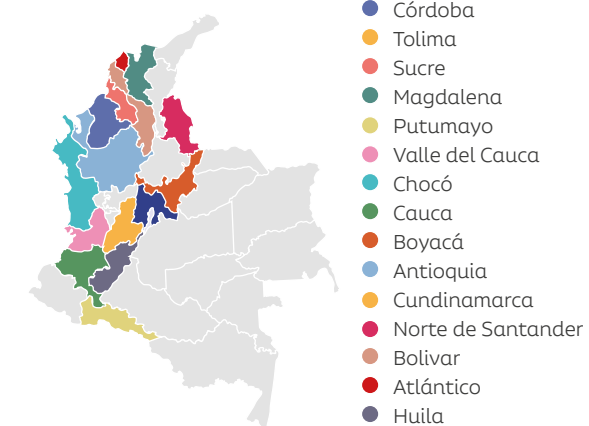 Córdoba
Tolima
Sucre
Magdalena
Putumayo
Valle del Cauca
Chocó
Cauca
Boyacá
Antioquia
Cundinamarca
Norte de Santander
Bolivar
Atlántico
Huila